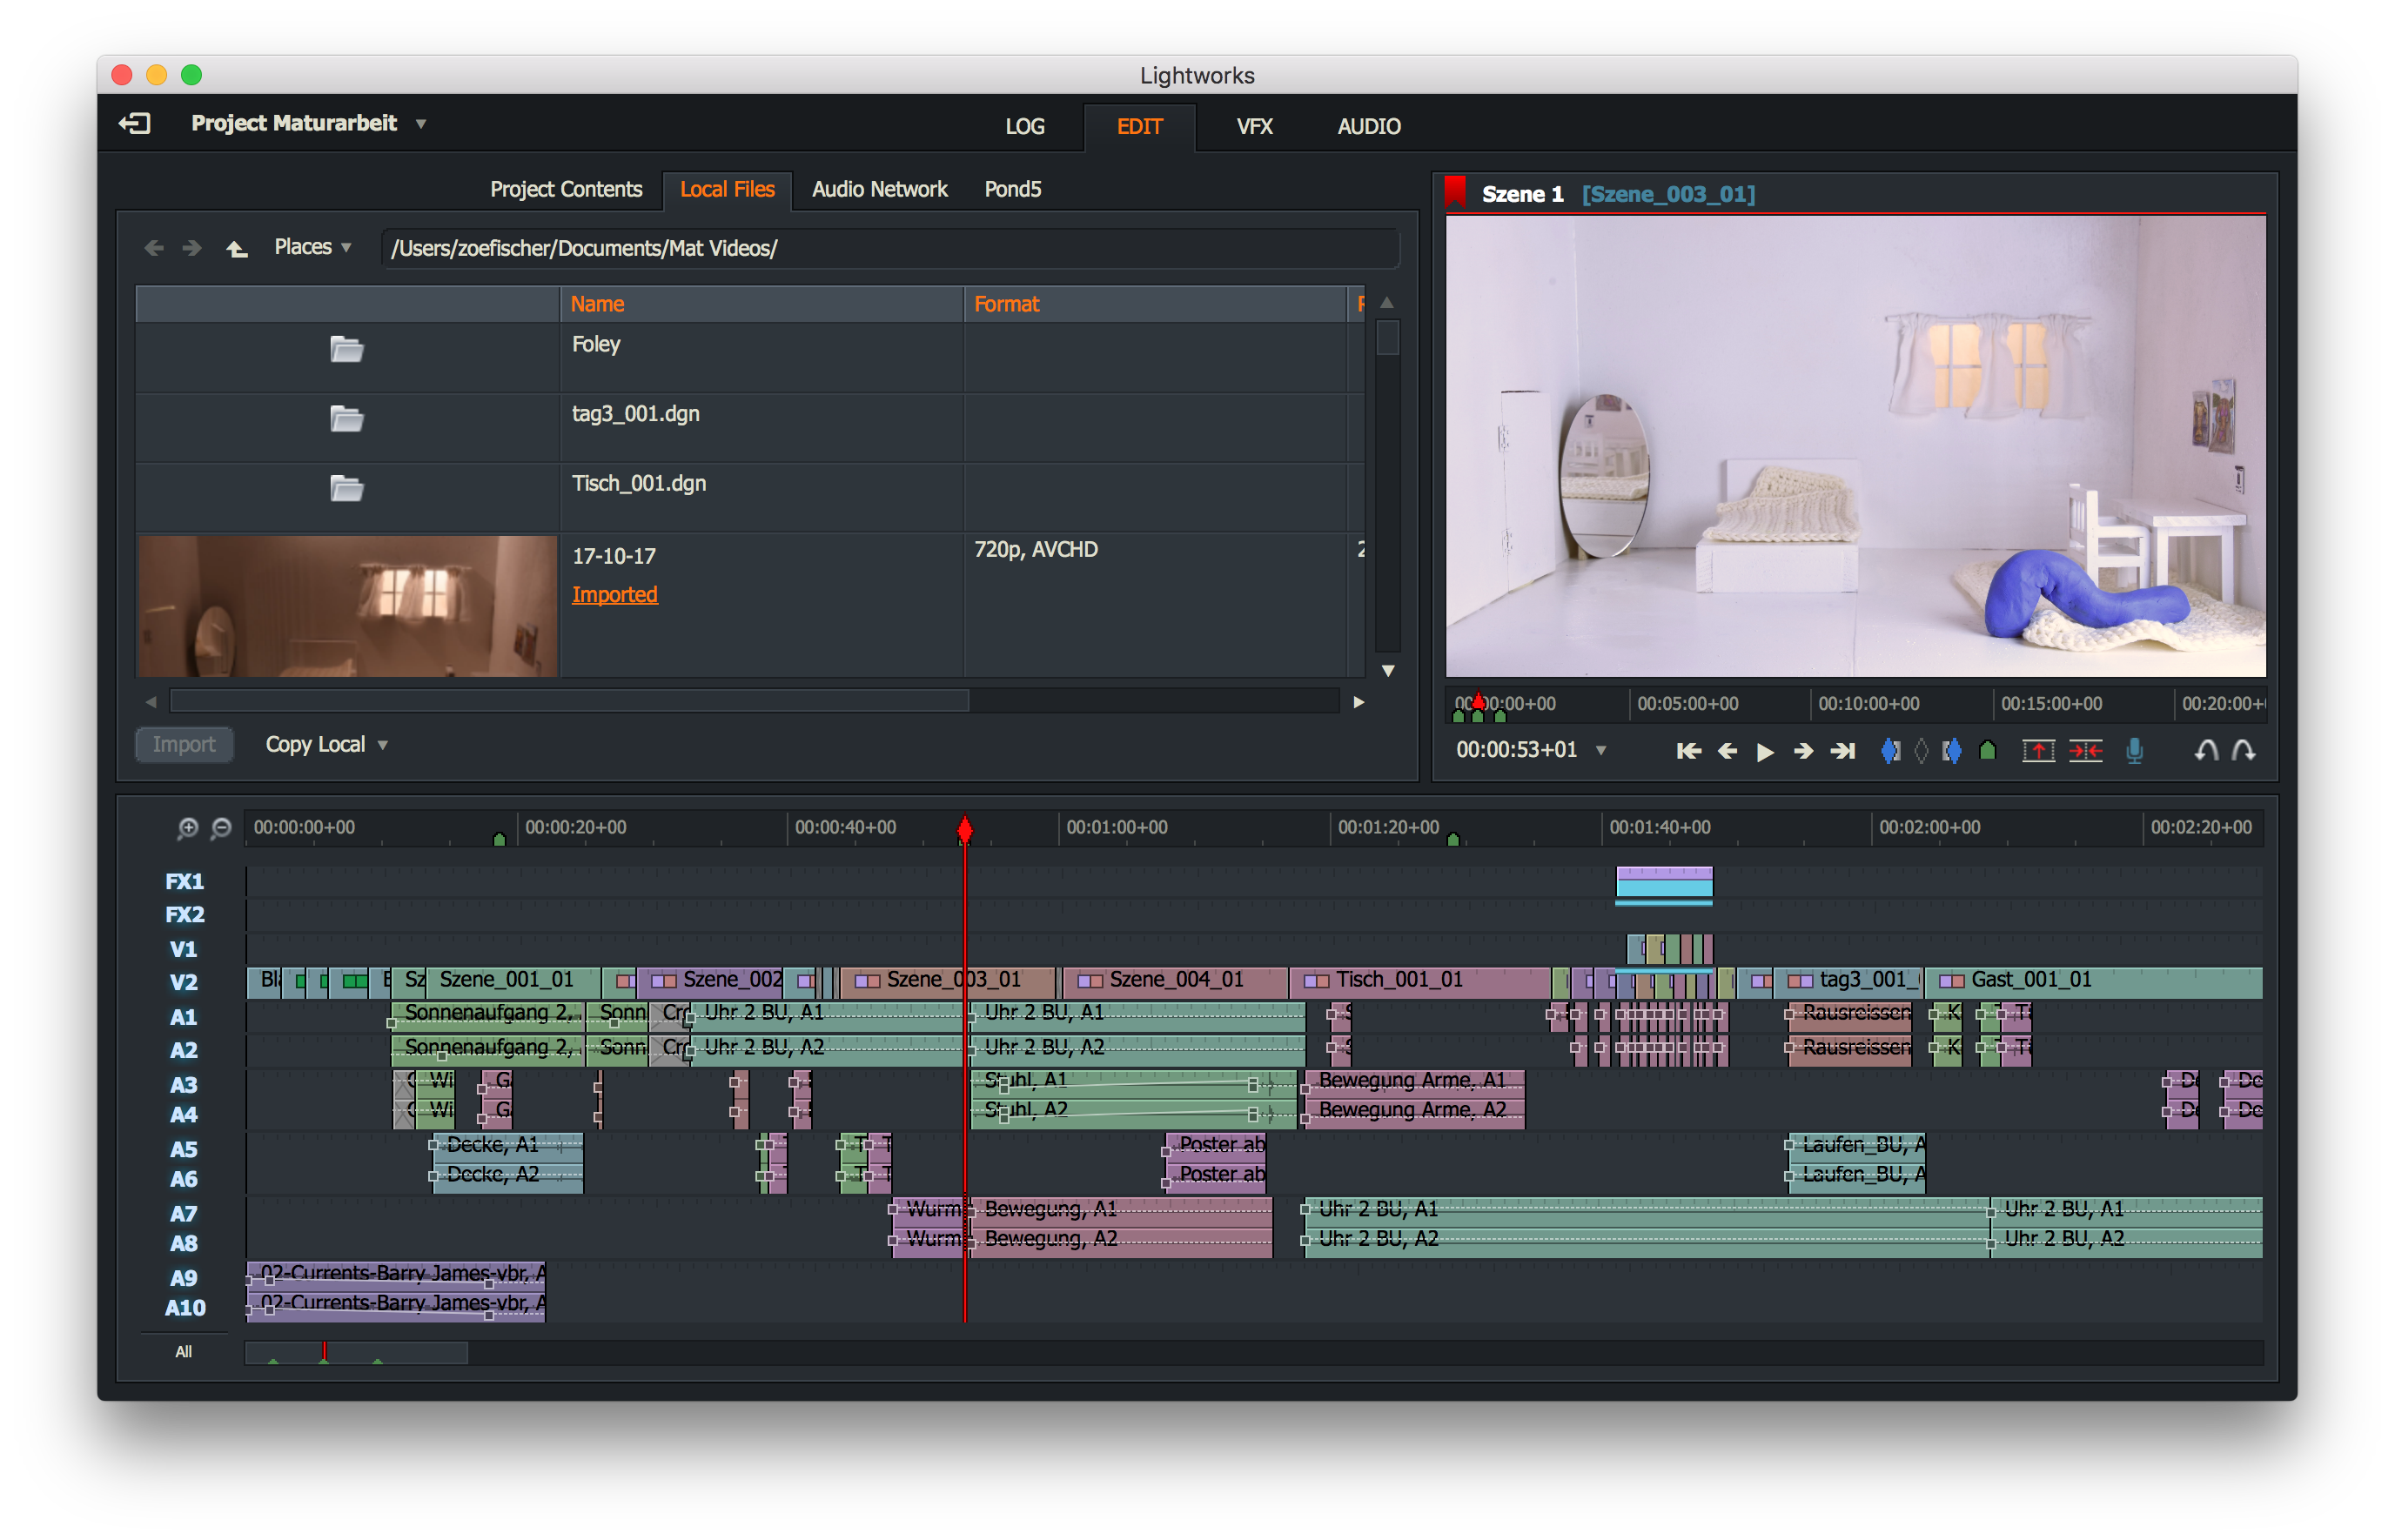 Lightworks
Project Maturarbeit
LOG EDIT VFX AUDIO
Project Contents Local Files Audio Network Pond5
Szene 1 [Szene_003_01]
Places /Users/zoefischer/Documents/Mat Videos/
Name Format
Foley
tag3_001.dgn
Tisch_001.dgn
17-10-17 720p, AVCHD 2
Imported
00:05:00+00 00:10:00+00 00:15:00+00 00:20:00+
Import Copy Local
00:00:53+01
00:00:00+00 00:00:20+00 00:00:40+00 00:01:00+00 00:01:20+00 00:01:40+00 00:02:00+00 00:02:20+00
FX1
FX2
V1
V2 Bl Sz Szene_001_01 Szene_002 Szene_003_01 Szene_004_01 Tisch_001_01 tag3_001_ Gast_001_01
A1 Sonnenaufgang 2, Sonn Cr Uhr 2 BU, A1 Uhr 2 BU, A1 Rausreissen K
A2 Sonnenaufgang 2, Sonn Cr Uhr 2 BU, A2 Uhr 2 BU, A2 Rausreissen K
A3 Wi G Stuhl, A1 Bewegung Arme, A1 De
A4 Wi G Stuhl, A2 Bewegung Arme, A2 De
A5 Decke, A1 T T Poster ab Laufen_BU, A
A6 Decke, A2 T T Poster ab Laufen_BU, A
A7 Wurm Bewegung, A1 Uhr 2 BU, A1 Uhr 2 BU, A1
A8 Wurm Bewegung, A2 Uhr 2 BU, A2 Uhr 2 BU, A2
A9 02-Currents-Barry James-vbr, A
A10 02-Currents-Barry James-vbr, A
All